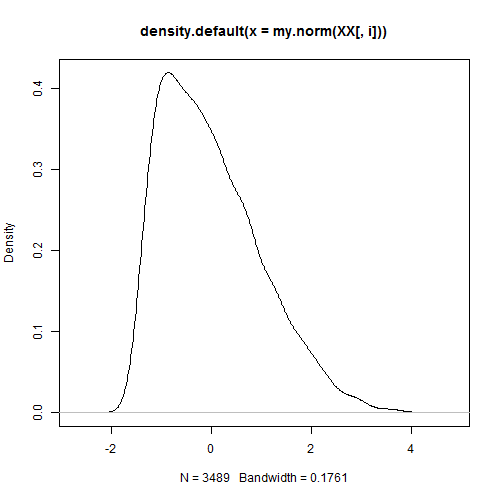 density.default(x = my.norm(XX[, i]))
Density
0.4
0.3
0.2
0.1
0.0
-2 0 2 4
N = 3489 Bandwidth = 0.1761